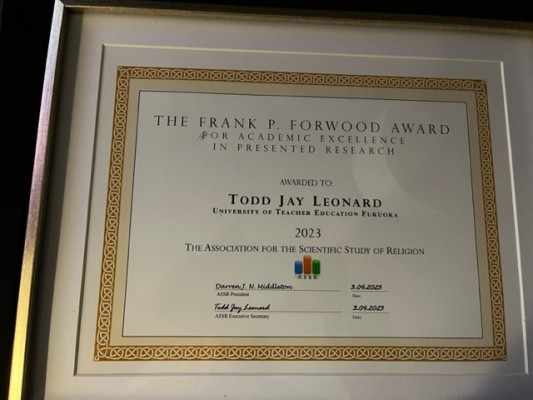 THE FRANK P. FORWOOD AWARD
FOR ACADEMIC EXCELLENCE
IN PRESENTED RESEARCH
AWARDED TO
TODD JAY LEONARD
UNIVERSITY OF TEACHER EDUCATION FUKUOKA
2023
THE ASSOCIATION FOR THE SCIENTIFIC STUDY OF RELIGION
ASSR
Darren J. N. Middleton 3.04.2023
ASSR President Date
Todd Jay Leonard 3.04.2023
ASSR Executive Secretary Date